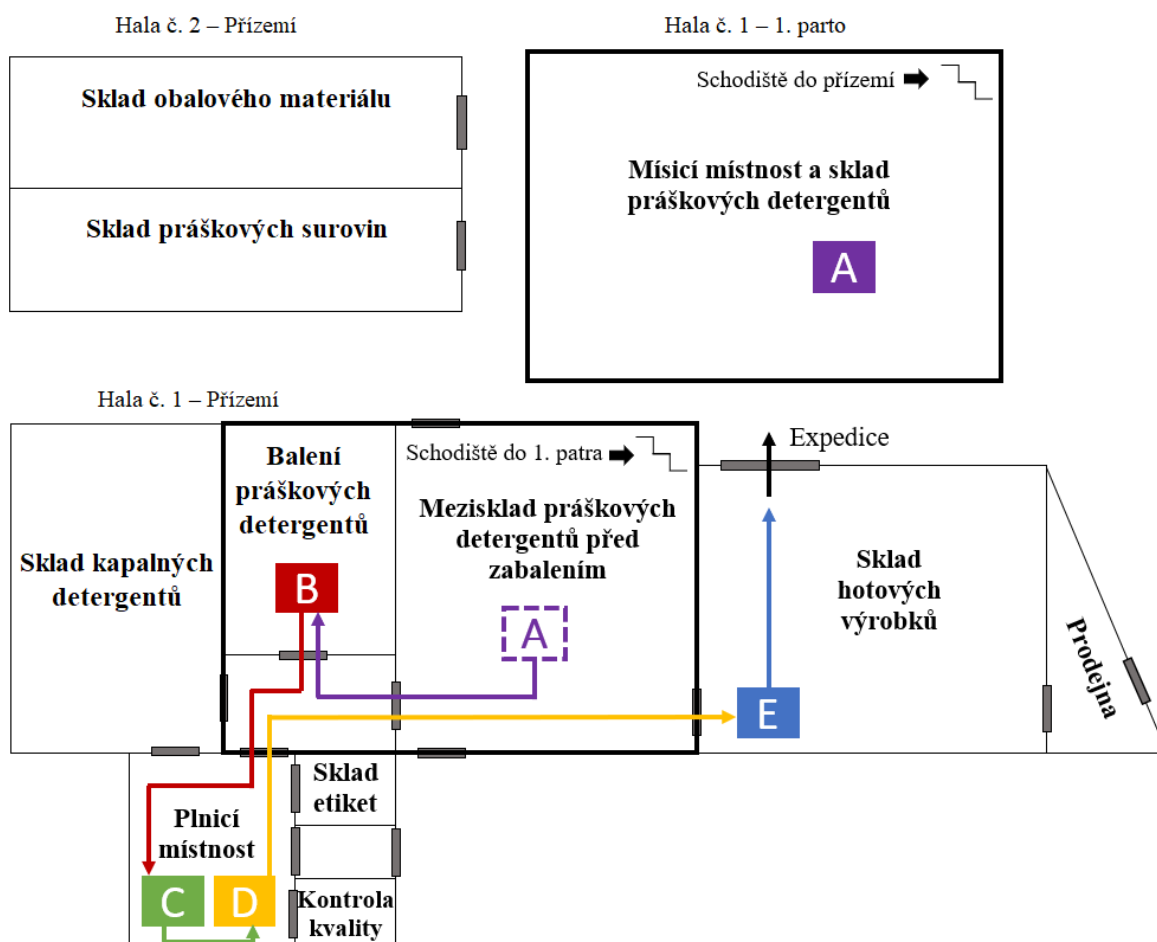 Hala č. 2 – Přízemí
Sklad obalového materiálu
Sklad práškových surovin
Hala č. 1 – 1. parto
Schodiště do přízemí
Mísicí místnost a sklad
práškových detergentů
A
Hala č. 1 – Přízemí
Sklad kapalných
detergentů
Balení
práškových
detergentů
B
Schodiště do 1. patra
Mezisklad práškových
detergentů před
zabalením
A
Expedice
Sklad
hotových
výrobků
E
Prodejna
Plnicí
místnost
C
D
Sklad
etiket
Kontrola
kvality